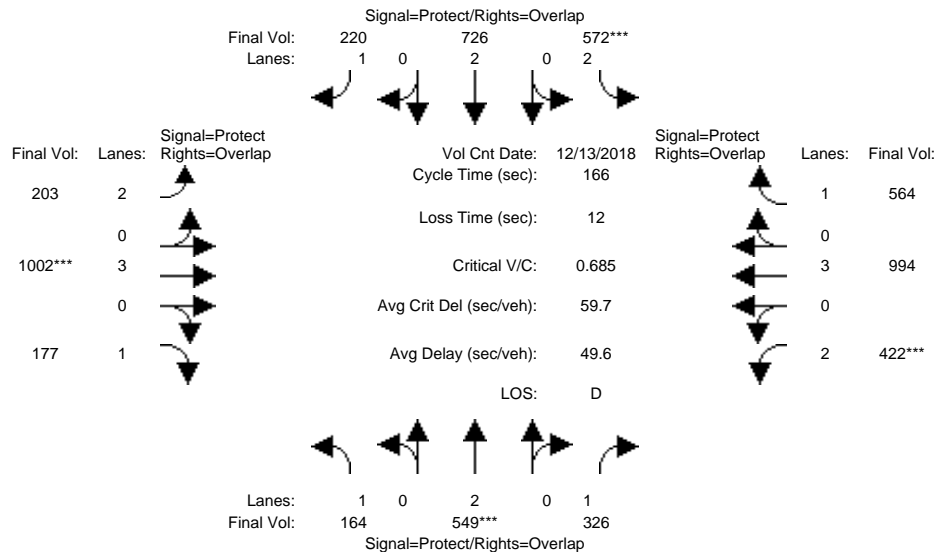 Signal=Protect/Rights=Overlap
Final Vol: 220 726 572***
Lanes: 1 0 2 0 2
Signal=Protect
Final Vol: Lanes: Rights=Overlap
Vol Cnt Date: 12/13/2018
Signal=Protect
Rights=Overlap Lanes: Final Vol:
Cycle Time (sec): 166
203 2
1 564
Loss Time (sec): 12
0
0
1002*** 3
Critical V/C: 0.685
3 994
0
Avg Crit Del (sec/veh): 59.7
0
177 1
Avg Delay (sec/veh): 49.6
2 422***
LOS: D
Lanes: 1 0 2 0 1
Final Vol: 164 549*** 326
Signal=Protect/Rights=Overlap